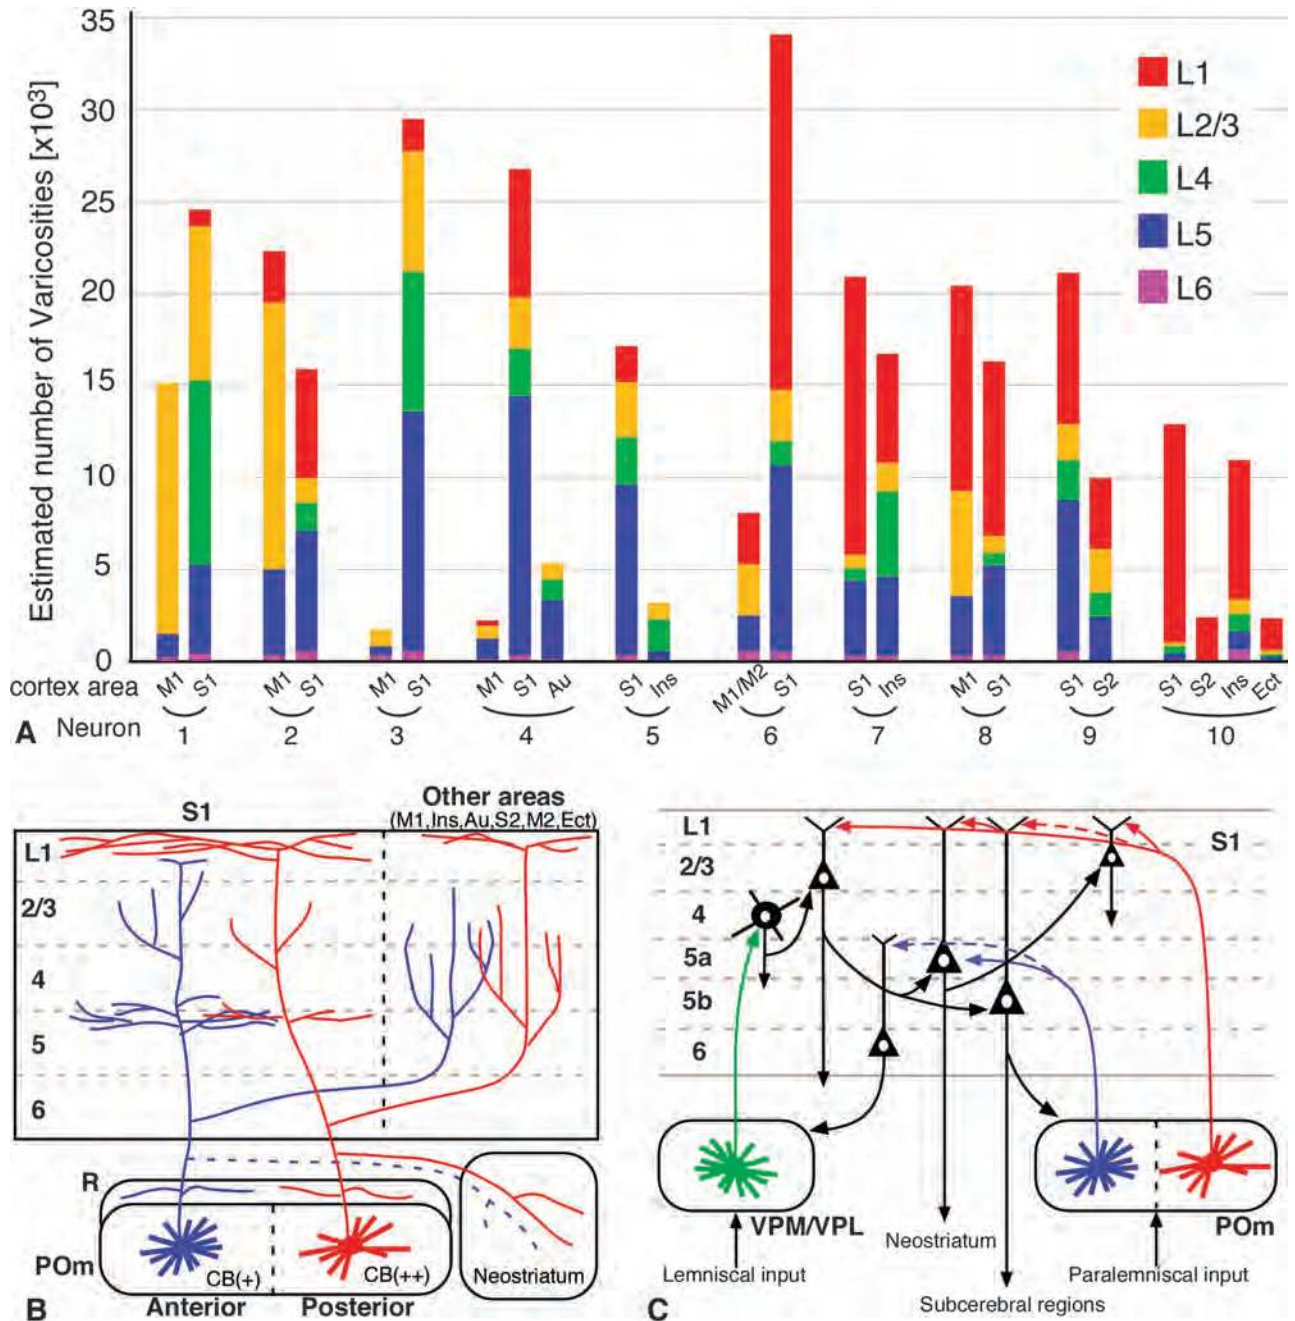 35
30
25
20
15
10
5
0
Estimated number of Varicosities [x10³]
L1
L2/3
L4
L5
L6
cortex area M1 S1 M1 S1 M1 S1 M1 S1 Au S1 Ins M1/M2 S1 S1 Ins M1 S1 S1 S2 S1 S2 Ins Ect
A Neuron 1 2 3 4 5 6 7 8 9 10
S1
Other areas
(M1,Ins,Au,S2,M2,Ect)
L1
2/3
4
5
6
R
POm
CB(+) CB(++)
Neostriatum
Anterior Posterior
B
L1
S1
2/3
4
5a
5b
6
VPM/VPL
POm
Neostriatum
Lemniscal input
Paralemniscal input
Subcerebral regions
C